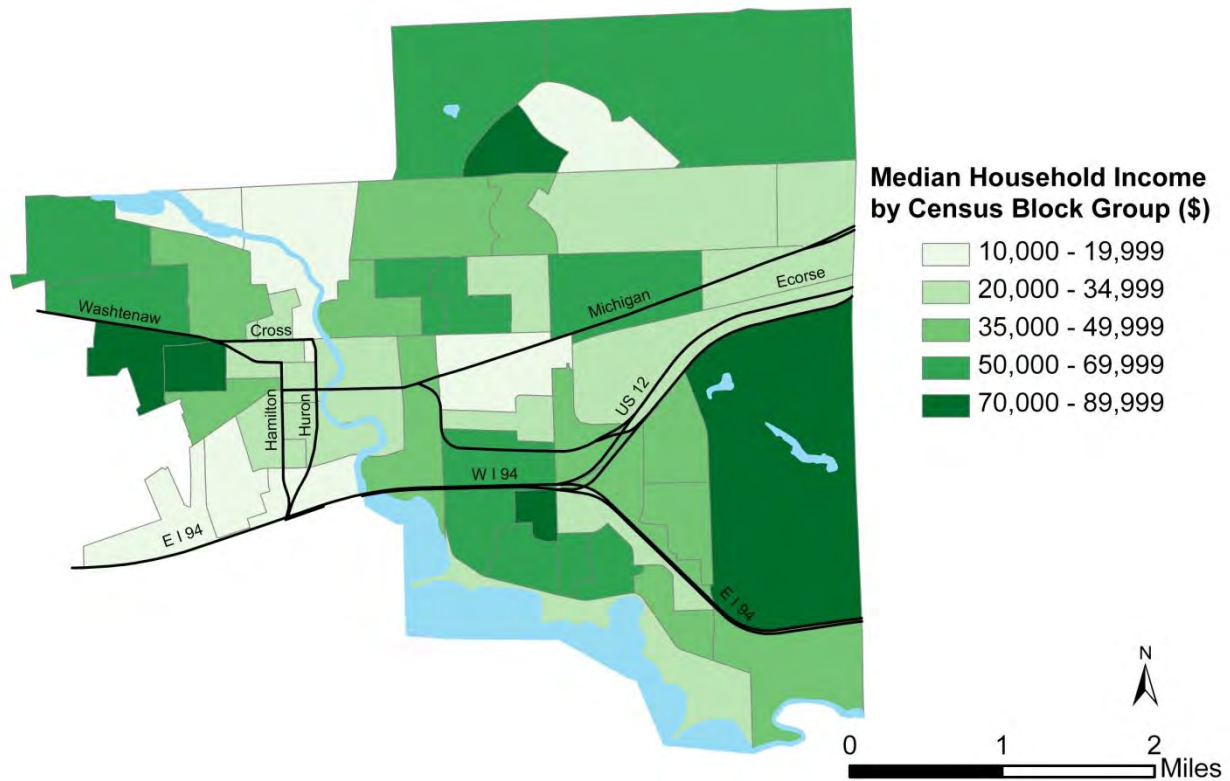 Median Household Income
by Census Block Group ($)
10,000 - 19,999
20,000 - 34,999
35,000 - 49,999
50,000 - 69,999
70,000 - 89,999
Washtenaw
Cross
Michigan
Ecorse
Hamilton
Huron
US 12
W I 94
E I 94
E I 94
N
0 1 2
Miles